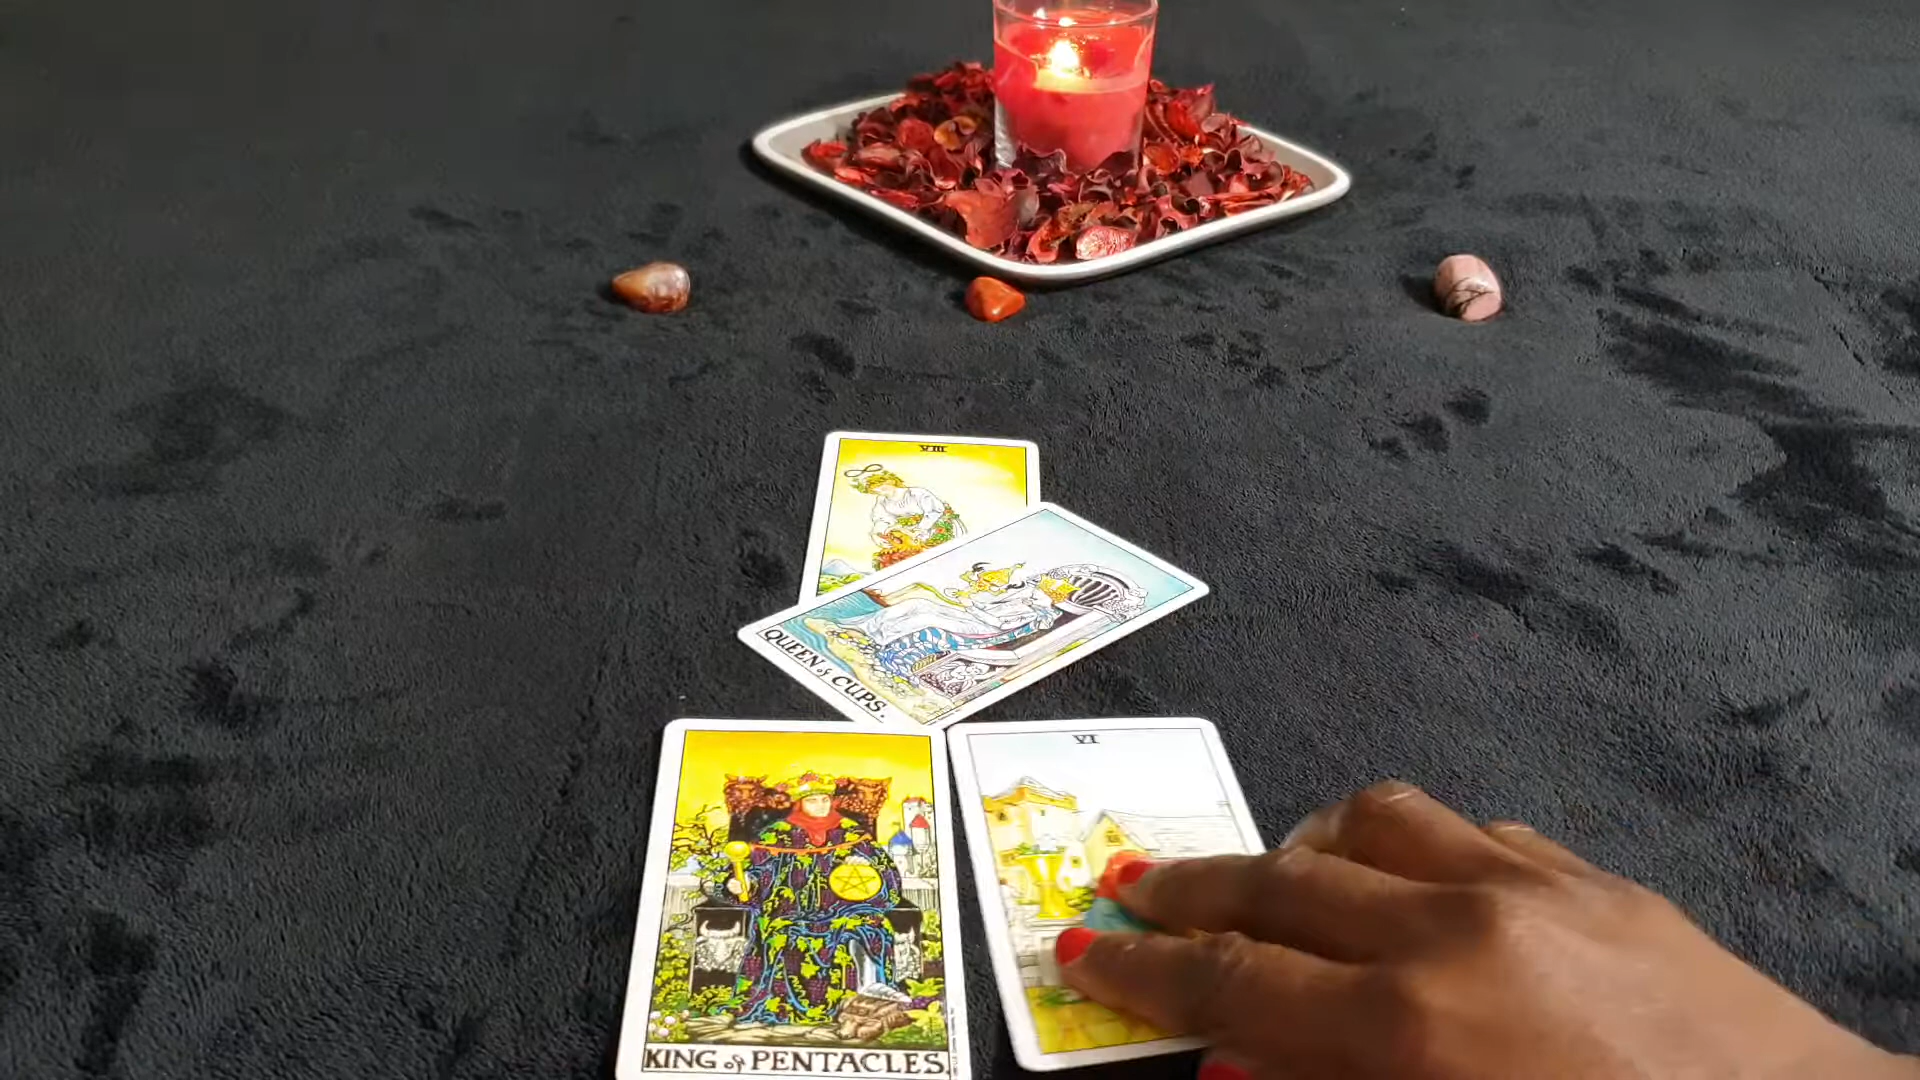 VIII
QUEEN of CUPS.
VI
KING of PENTACLES.